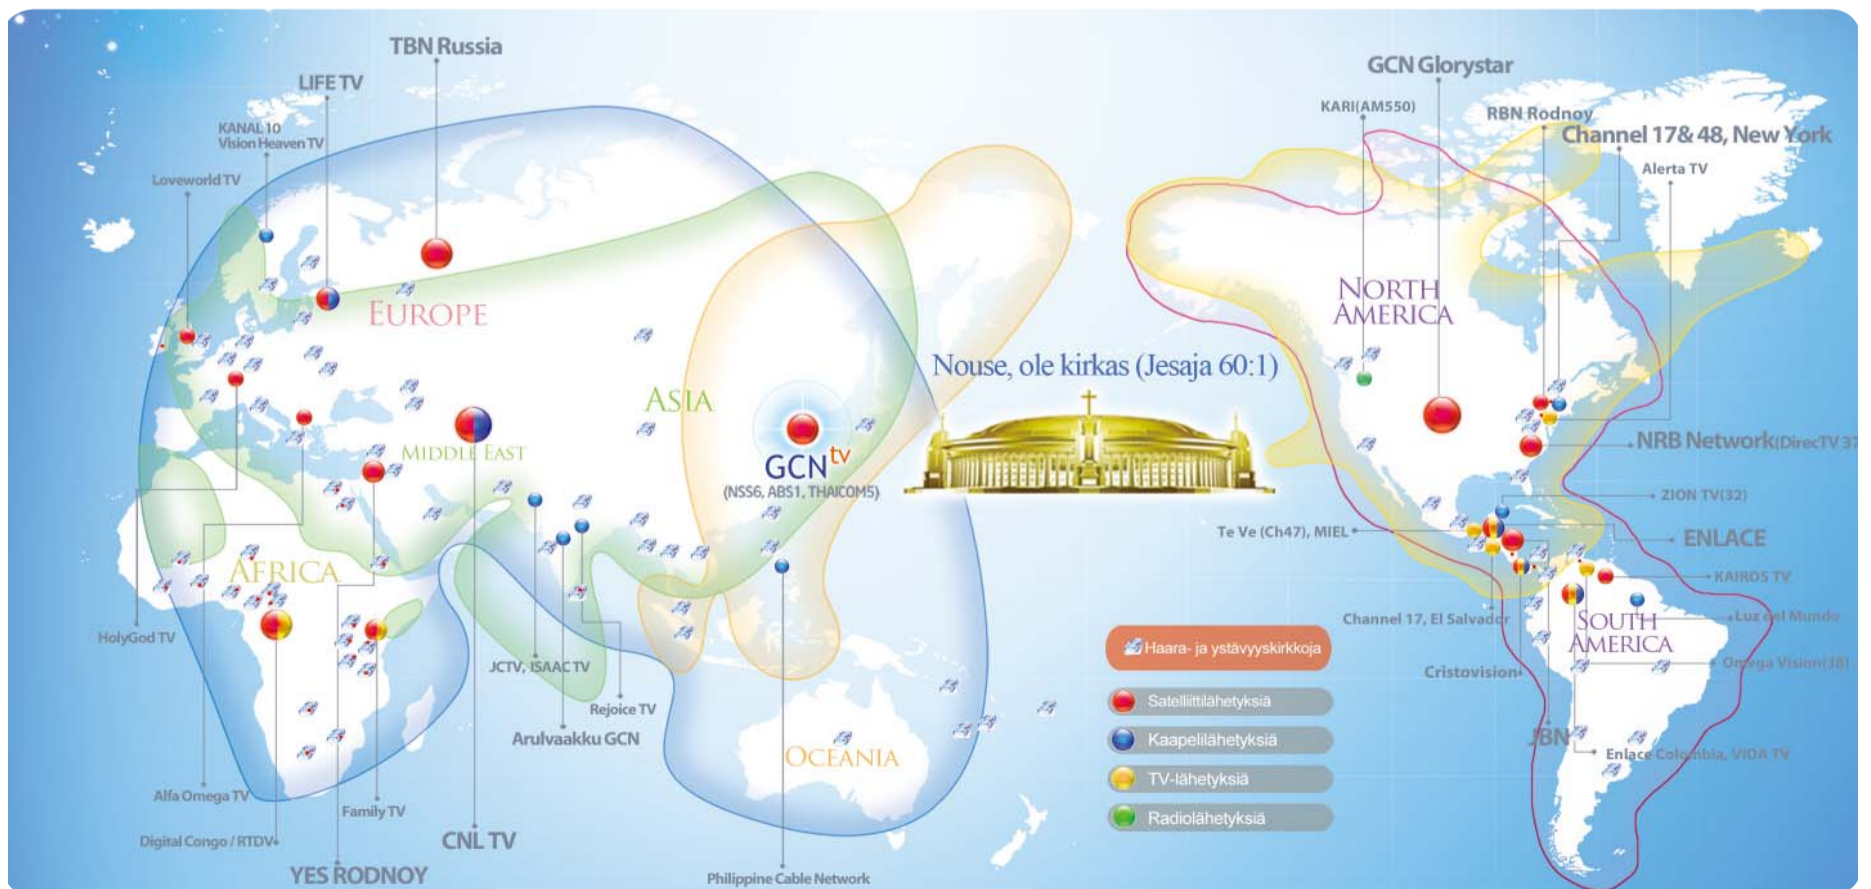 TBN Russia
LIFE TV
KANAL 10
Vision Heaven TV
Loveworld TV
EUROPE
ASIA
MIDDLE EAST
AFRICA
GCNtv
(NSS6, ABS1, THAICOM5)
HolyGod TV
JCTV, ISAAC TV
Rejoice TV
Arulvaakku GCN
Alfa Omega TV
Family TV
Digital Congo / RTDV
CNL TV
YES RODNOY
Philippine Cable Network
OCEANIA
Nouse, ole kirkas (Jesaja 60:1)
GCN Glorystar
KARI(AM550)
RBN Rodnoy
Channel 17& 48, New York
Alerta TV
NORTH
AMERICA
NRB Network(DirecTV 37
ZION TV(32)
Te Ve (Ch47), MIEL
ENLACE
KAIROS TV
Channel 17, El Salvador
SOUTH
AMERICA
Luz del Mundo
Cristovision
Omega Vision(38)
JBN
Enlace Colombia, VIDA TV
Haara- ja ystävyyskirkkoja
Satelliittilähetyksiä
Kaapelilähetyksiä
TV-lähetyksiä
Radiolähetyksiä